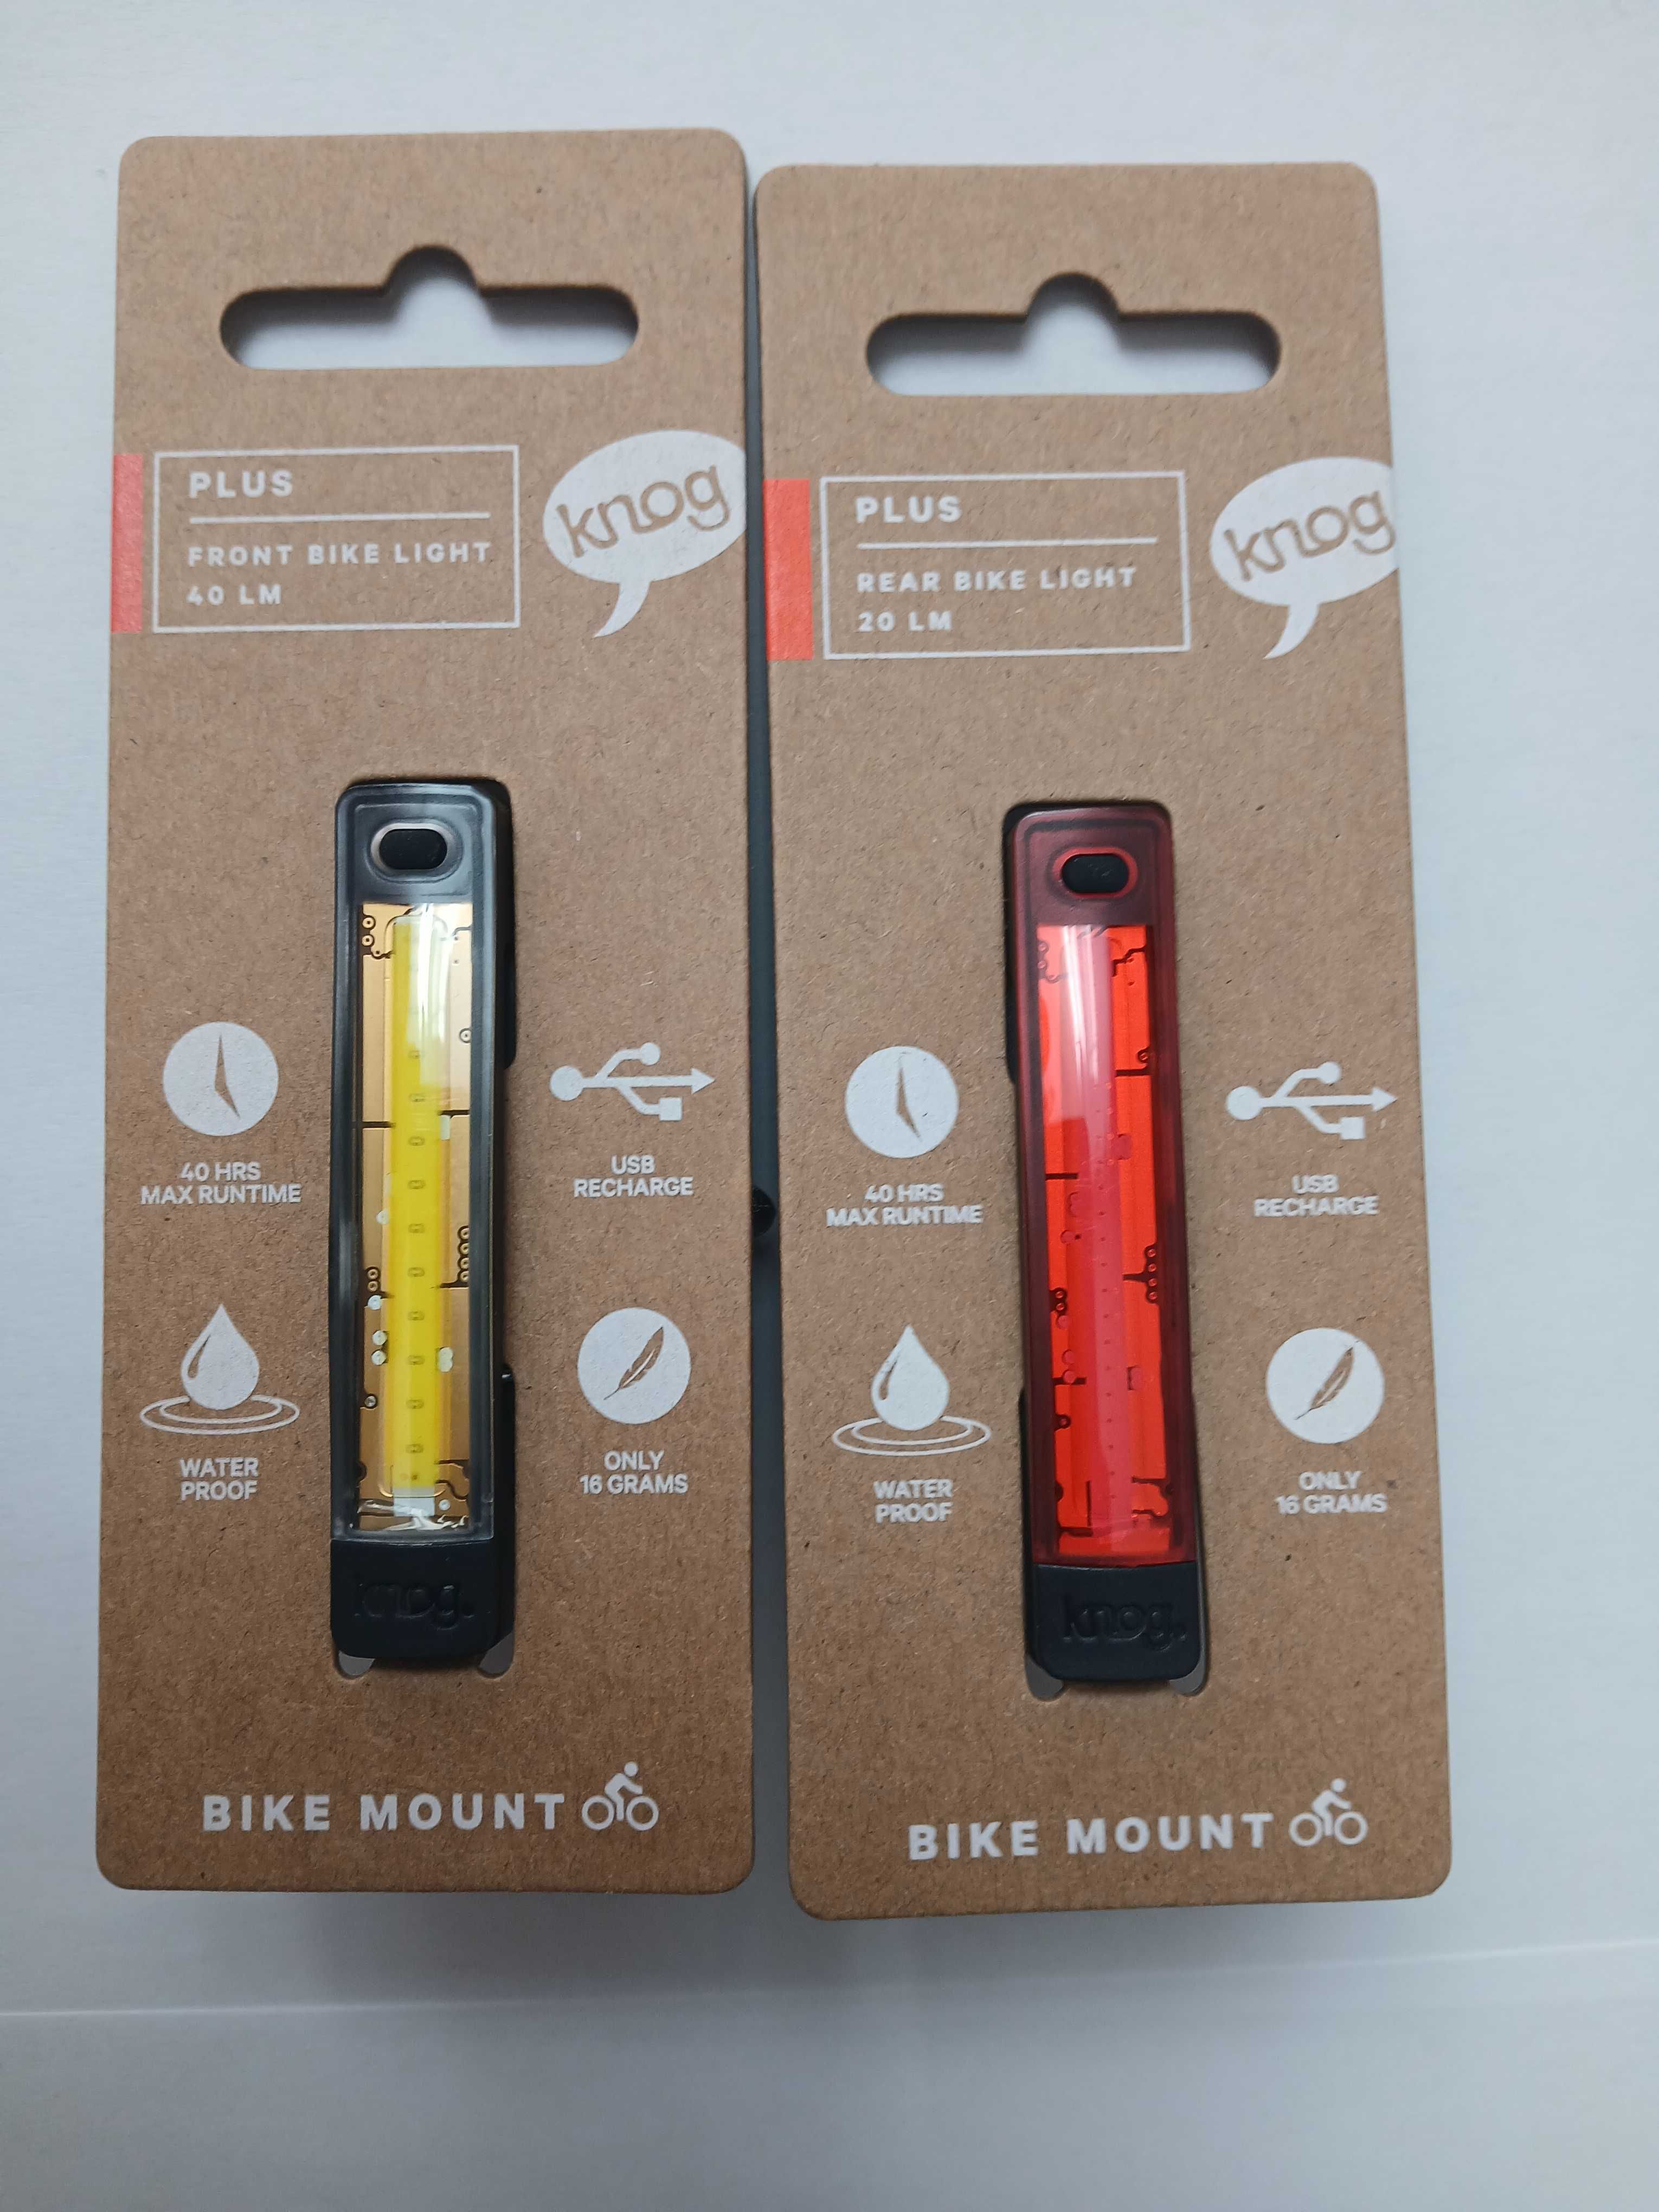 PLUS
FRONT BIKE LIGHT
40 LM
knog
40 HRS
MAX RUNTIME
USB
RECHARGE
WATER
PROOF
ONLY
16 GRAMS
knog.
BIKE MOUNT
PLUS
REAR BIKE LIGHT
20 LM
knog
40 HRS
MAX RUNTIME
USB
RECHARGE
WATER
PROOF
ONLY
16 GRAMS
knog.
BIKE MOUNT